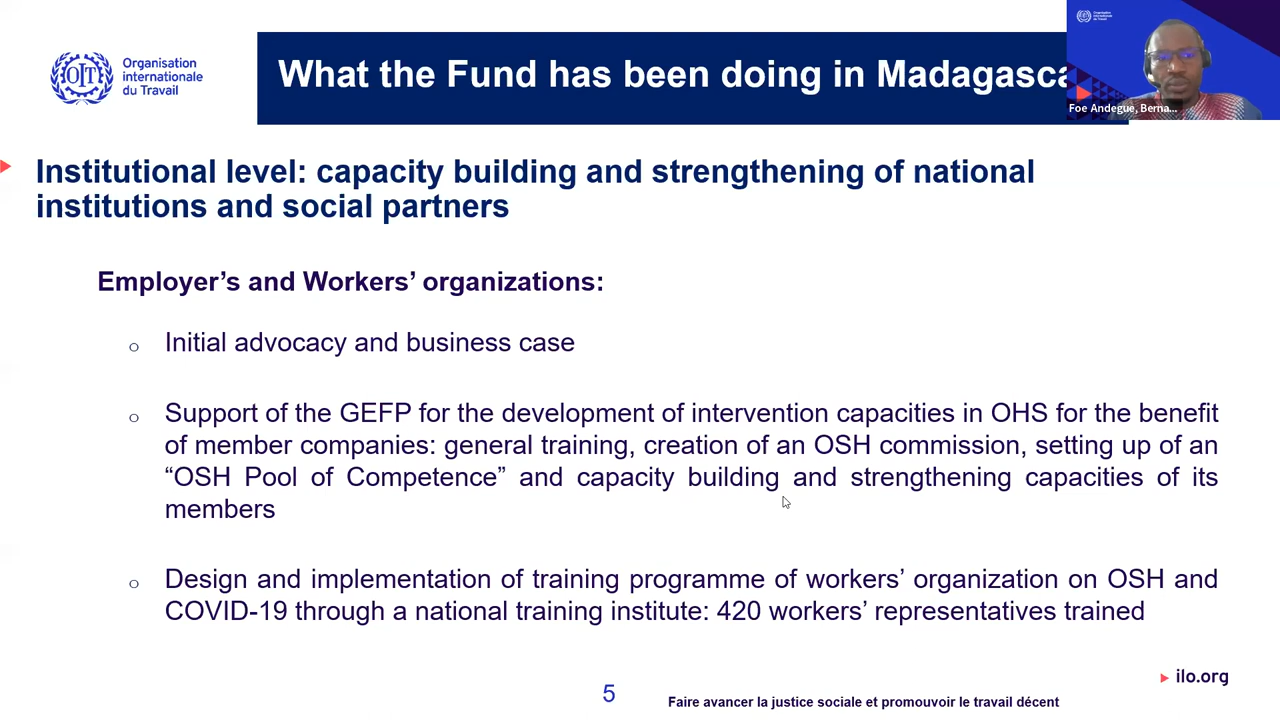 OIT
Organisation
internationale
du Travail
What the Fund has been doing in Madagasca
Organisation
internationale
du Travail
Foe Andegue, Berna...
Institutional level: capacity building and strengthening of national
institutions and social partners
Employer’s and Workers’ organizations:
o Initial advocacy and business case
o Support of the GEFP for the development of intervention capacities in OHS for the benefit
of member companies: general training, creation of an OSH commission, setting up of an
“OSH Pool of Competence” and capacity building and strengthening capacities of its
members
o Design and implementation of training programme of workers’ organization on OSH and
COVID-19 through a national training institute: 420 workers’ representatives trained
ilo.org
5
Faire avancer la justice sociale et promouvoir le travail décent